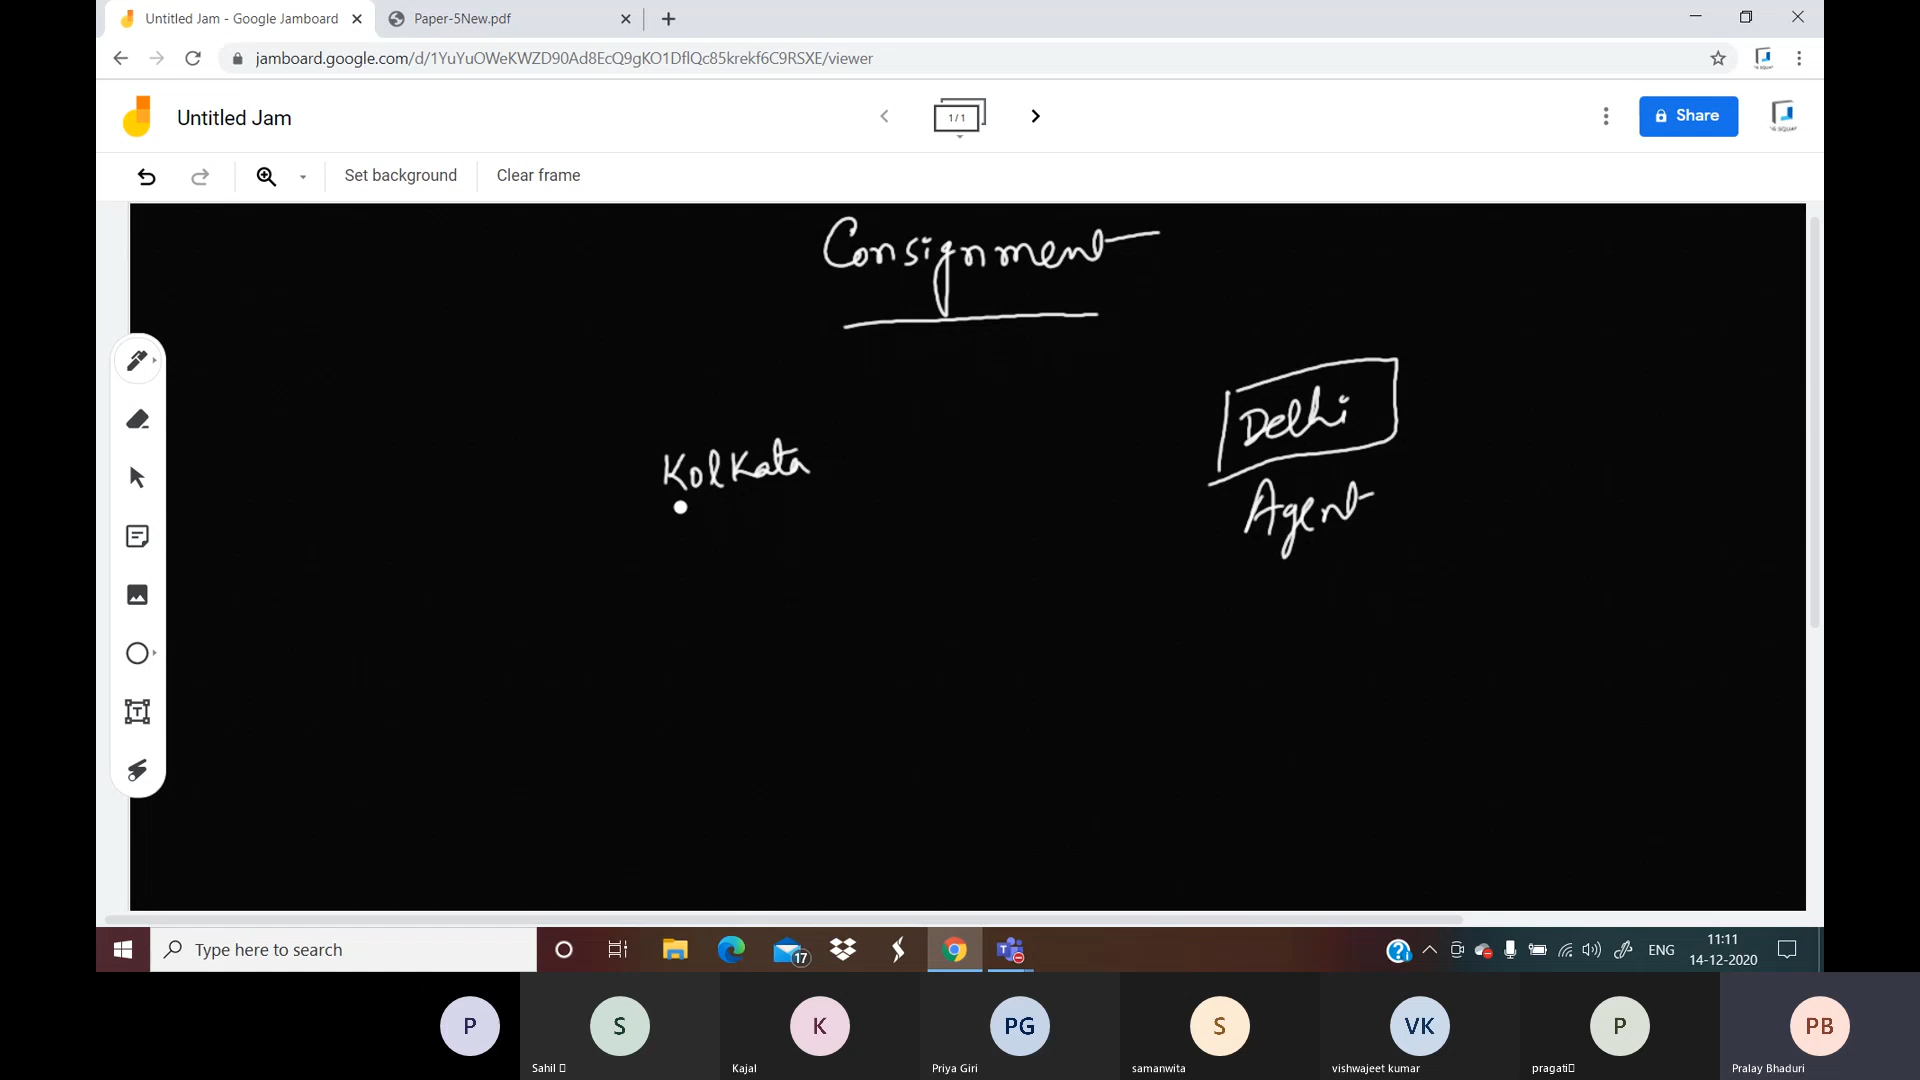 Untitled Jam - Google Jamboard
Paper-5New.pdf
jamboard.google.com/d/1YuYuOWeKWZD90Ad8EcQ9gKO1DflQc85krekf6C9RSXE/viewer
Untitled Jam
1/1
Share
Set background
Clear frame
Consignment
Delhi
Kolkata
Agent
Type here to search
17
ENG
11:11
14-12-2020
P
S
K
PG
S
VK
P
PB
Sahil
Kajal
Priya Giri
samanwita
vishwajeet kumar
pragati
Pralay Bhaduri